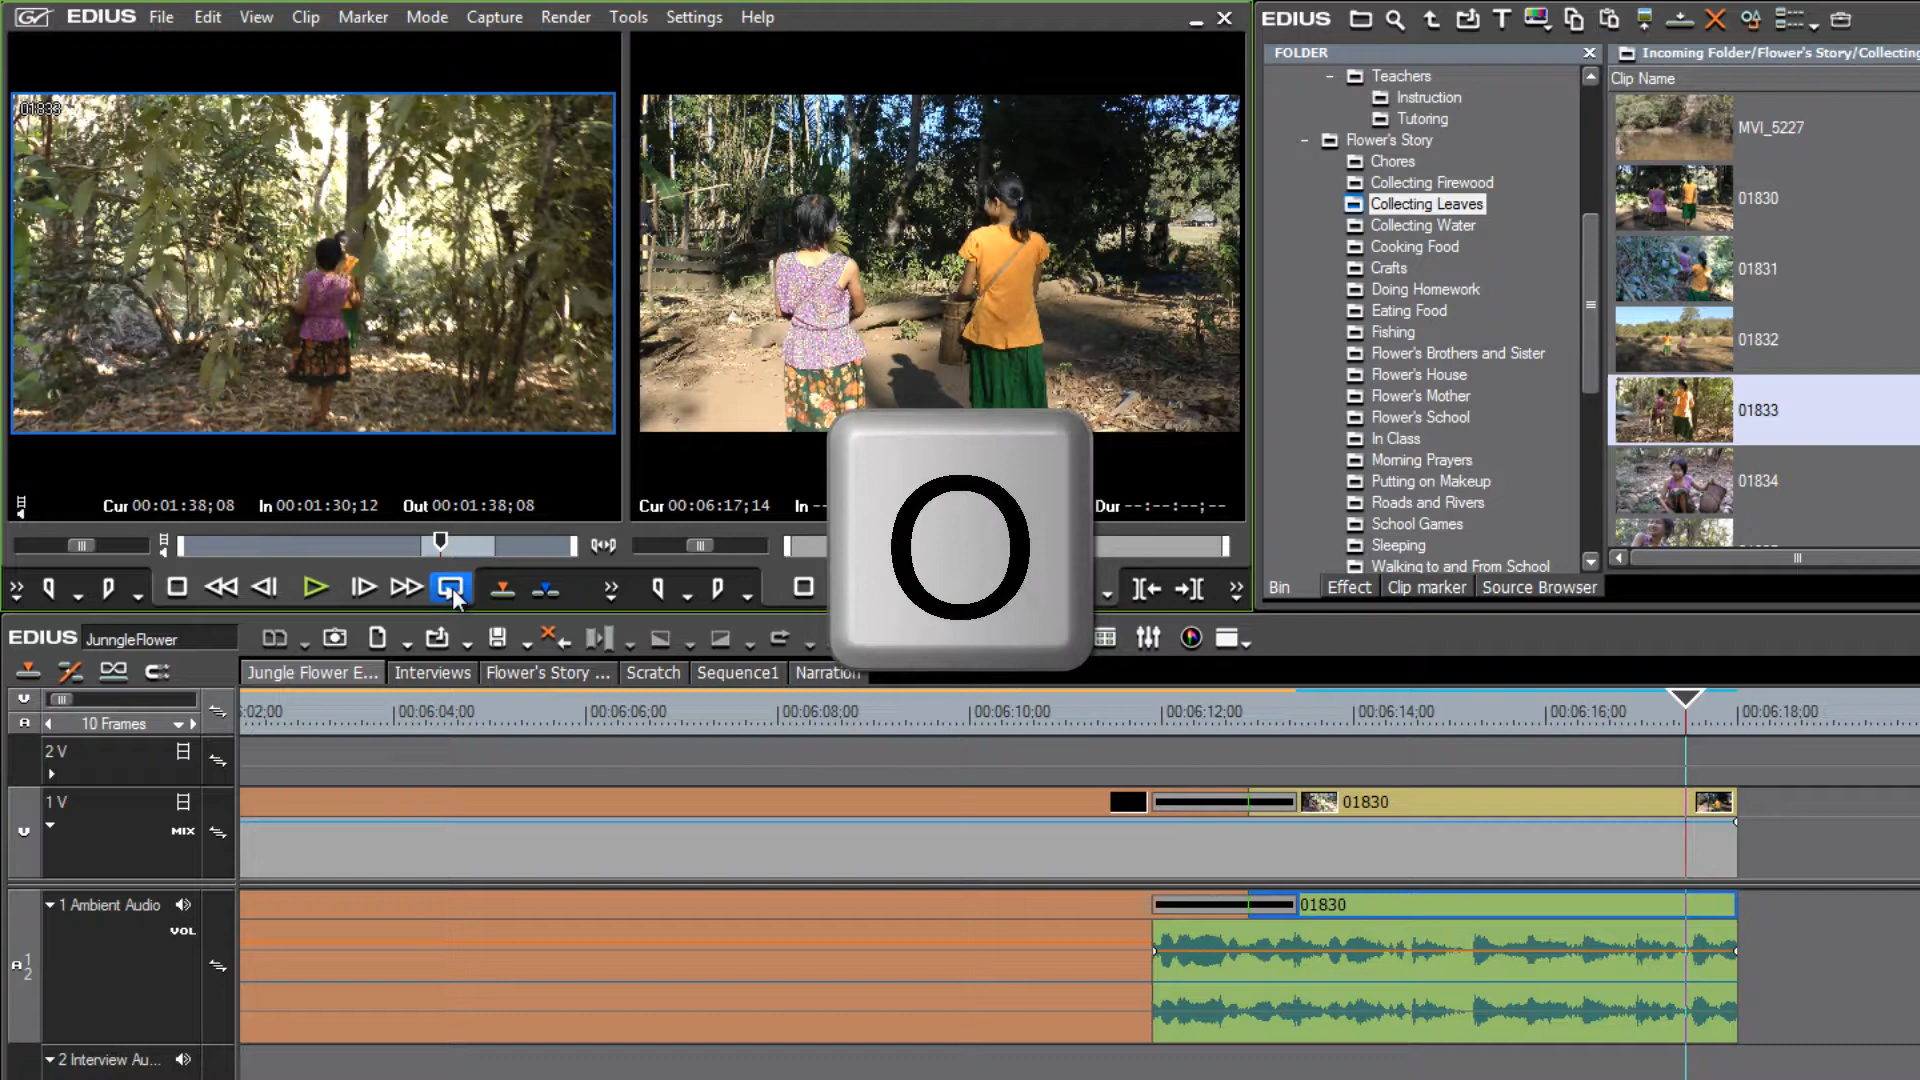 EDIUS File Edit View Clip Marker Mode Capture Render Tools Settings Help
01833
Cur 00:01:38;08 In 00:01:30;12 Out 00:01:38;08
Cur 00:06:17;14 In --
Dur --:--:--;--
O
EDIUS
FOLDER
Teachers
Instruction
Tutoring
Flower's Story
Chores
Collecting Firewood
Collecting Leaves
Collecting Water
Cooking Food
Crafts
Doing Homework
Eating Food
Fishing
Flower's Brothers and Sister
Flower's House
Flower's Mother
Flower's School
In Class
Morning Prayers
Putting on Makeup
Roads and Rivers
School Games
Sleeping
Walking to and From School
Bin Effect Clip marker Source Browser
Incoming Folder/Flower's Story/Collecting
Clip Name
MVI_5227
01830
01831
01832
01833
01834
EDIUS JunngleFlower
Jungle Flower E... Interviews Flower's Story ... Scratch Sequence1 Narration
10 Frames
:02;00 00:06:04;00 00:06:06;00 00:06:08;00 00:06:10;00 00:06:12;00 00:06:14;00 00:06:16;00 00:06:18;00
2 V
1 V
MIX
01830
1 Ambient Audio
VOL
A 1
2
01830
2 Interview Au...